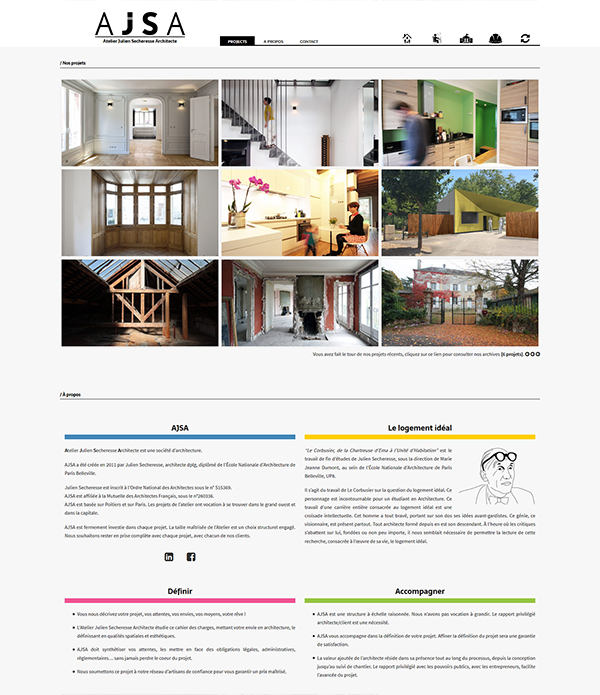 AJSA
Atelier Julien Secheresse Architecte
PROJECTS A PROPOS CONTACT
/ Nos projets
Vous avez fait le tour de nos projets récents, cliquez sur ce lien pour consulter nos archives (6 projets).
/ À propos
AJSA
Atelier Julien Secheresse Architecte est une société d'architecture.
AJSA a été créée en 2011 par Julien Secheresse, architecte dplg, diplômé de l'École Nationale d'Architecture de
Paris Belleville.
Julien Secheresse est inscrit à l'Ordre National des Architectes sous le n° 515369.
AJSA est affiliée à la Mutuelle des Architectes Français, sous le n°260936.
AJSA est basée sur Poitiers et sur Paris. Les projets de l'atelier ont vocation à se trouver dans le grand ouest et
dans la capitale.
AJSA est fermement investie dans chaque projet. La taille maîtrisée de l'Atelier est un choix structurel engagé.
Nous souhaitons rester en prise complète avec chaque projet, avec chacun de nos clients.
Le logement idéal
"Le Corbusier, de la Chartreuse d'Ema à l'Unité d'Habitation" est le
travail de fin d'études de Julien Secheresse, sous la direction de Marie
Jeanne Dumont, au sein de l'École Nationale d'Architecture de Paris
Belleville, UP8.
Il s'agit du travail de Le Corbusier sur la question du logement idéal. Ce
personnage est incontournable pour un étudiant en Architecture. Ce
travail d'une carrière entière consacrée au logement idéal est une
croisade intellectuelle. Cet homme a tout bravé, portant sur son dos ses idées avant-gardistes. Ce génie, ce
visionnaire, est présent partout. Tout architecte formé depuis en est son descendant. À l'heure où les critiques
s'abattent sur lui, fondées ou non peu importe, il nous semblait nécessaire de permettre la lecture de cette
recherche, consacrée à l'œuvre de sa vie, le logement idéal.
Définir
Vous nous décrivez votre projet, vos attentes, vos envies, vos moyens, votre rêve !
L'Atelier Julien Secheresse Architecte étudie ce cahier des charges, mettant votre envie en architecture, le
définissant en qualités spatiales et esthétiques.
AJSA doit synthétiser vos attentes, les mettre en face des obligations légales, administratives,
réglementaires… sans jamais perdre le coeur du projet.
Nous soumettons ce projet à notre réseau d'artisans de confiance pour vous garantir un prix maîtrisé.
Accompagner
AJSA est une structure à échelle raisonnée. Nous n'avons pas vocation à grandir. Le rapport privilégié
architecte/client est une nécessité.
AJSA vous accompagne dans la définition de votre projet. Affiner la définition du projet sera une garantie
de satisfaction.
La valeur ajoutée de l'architecte réside dans sa présence tout au long du processus, depuis la conception
jusqu'au suivi de chantier. Le rapport privilégié avec les pouvoirs publics, avec les entrepreneurs, facilite
l'avancée du projet.